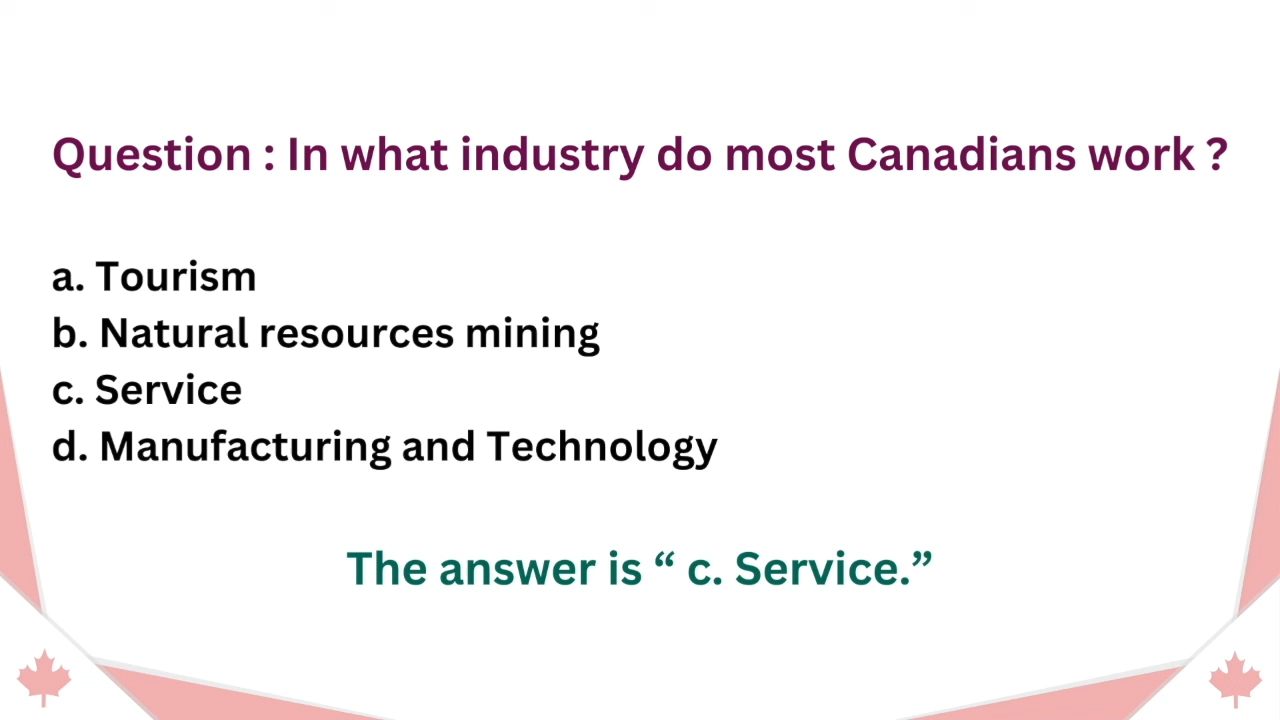 Question : In what industry do most Canadians work ?
a. Tourism
b. Natural resources mining
c. Service
d. Manufacturing and Technology
The answer is “ c. Service.”